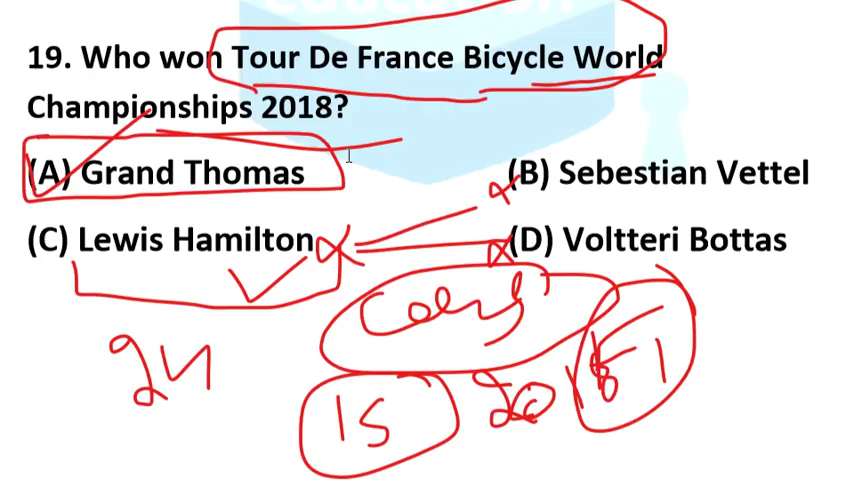 education
19. Who won Tour De France Bicycle World
Championships 2018?
(A) Grand Thomas
(B) Sebestian Vettel
(C) Lewis Hamilton
(D) Voltteri Bottas
24
15